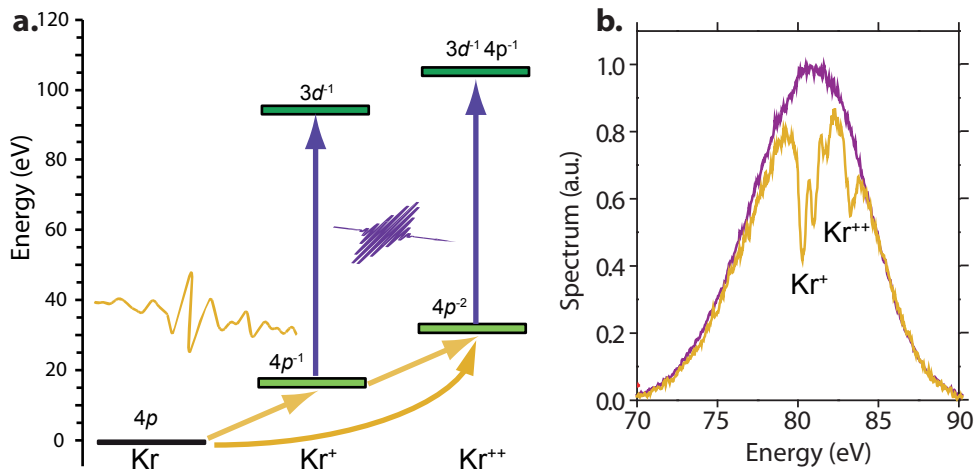 a.
120
100
80
60
40
20
0
Energy (eV)
3d⁻¹ 4p⁻¹
3d⁻¹
4p⁻²
4p⁻¹
4p
Kr
Kr⁺
Kr⁺⁺
b.
1.0
0.8
0.6
0.4
0.2
0.0
Spectrum (a.u.)
Kr⁺⁺
Kr⁺
70 75 80 85 90
Energy (eV)